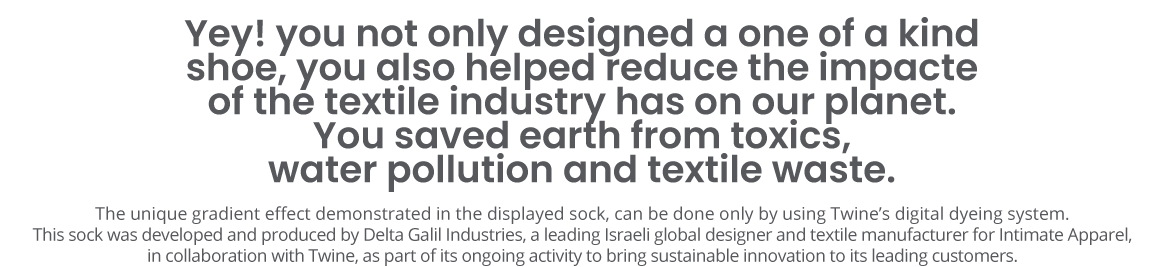 Yey! you not only designed a one of a kind
shoe, you also helped reduce the impacte
of the textile industry has on our planet.
You saved earth from toxics,
water pollution and textile waste.
The unique gradient effect demonstrated in the displayed sock, can be done only by using Twine’s digital dyeing system.
This sock was developed and produced by Delta Galil Industries, a leading Israeli global designer and textile manufacturer for Intimate Apparel,
in collaboration with Twine, as part of its ongoing activity to bring sustainable innovation to its leading customers.